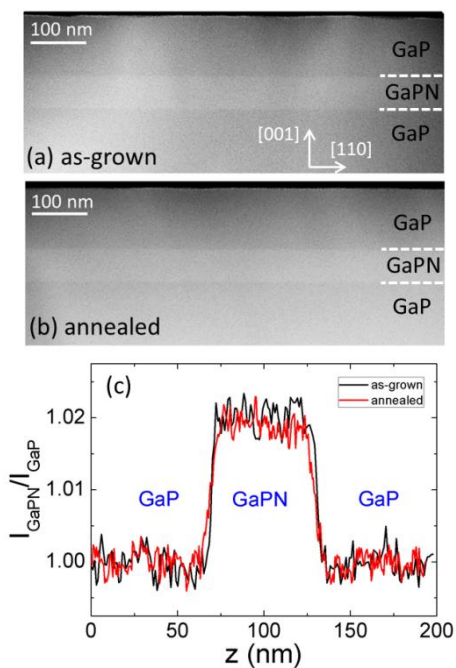 100 nm
GaP
GaPN
GaP
[001]
[110]
(a) as-grown
100 nm
GaP
GaPN
GaP
(b) annealed
(c)
as-grown
annealed
I_GaPN/I_GaP
1.02
1.01
1.00
GaP
GaPN
GaP
0
50
100
150
200
z (nm)